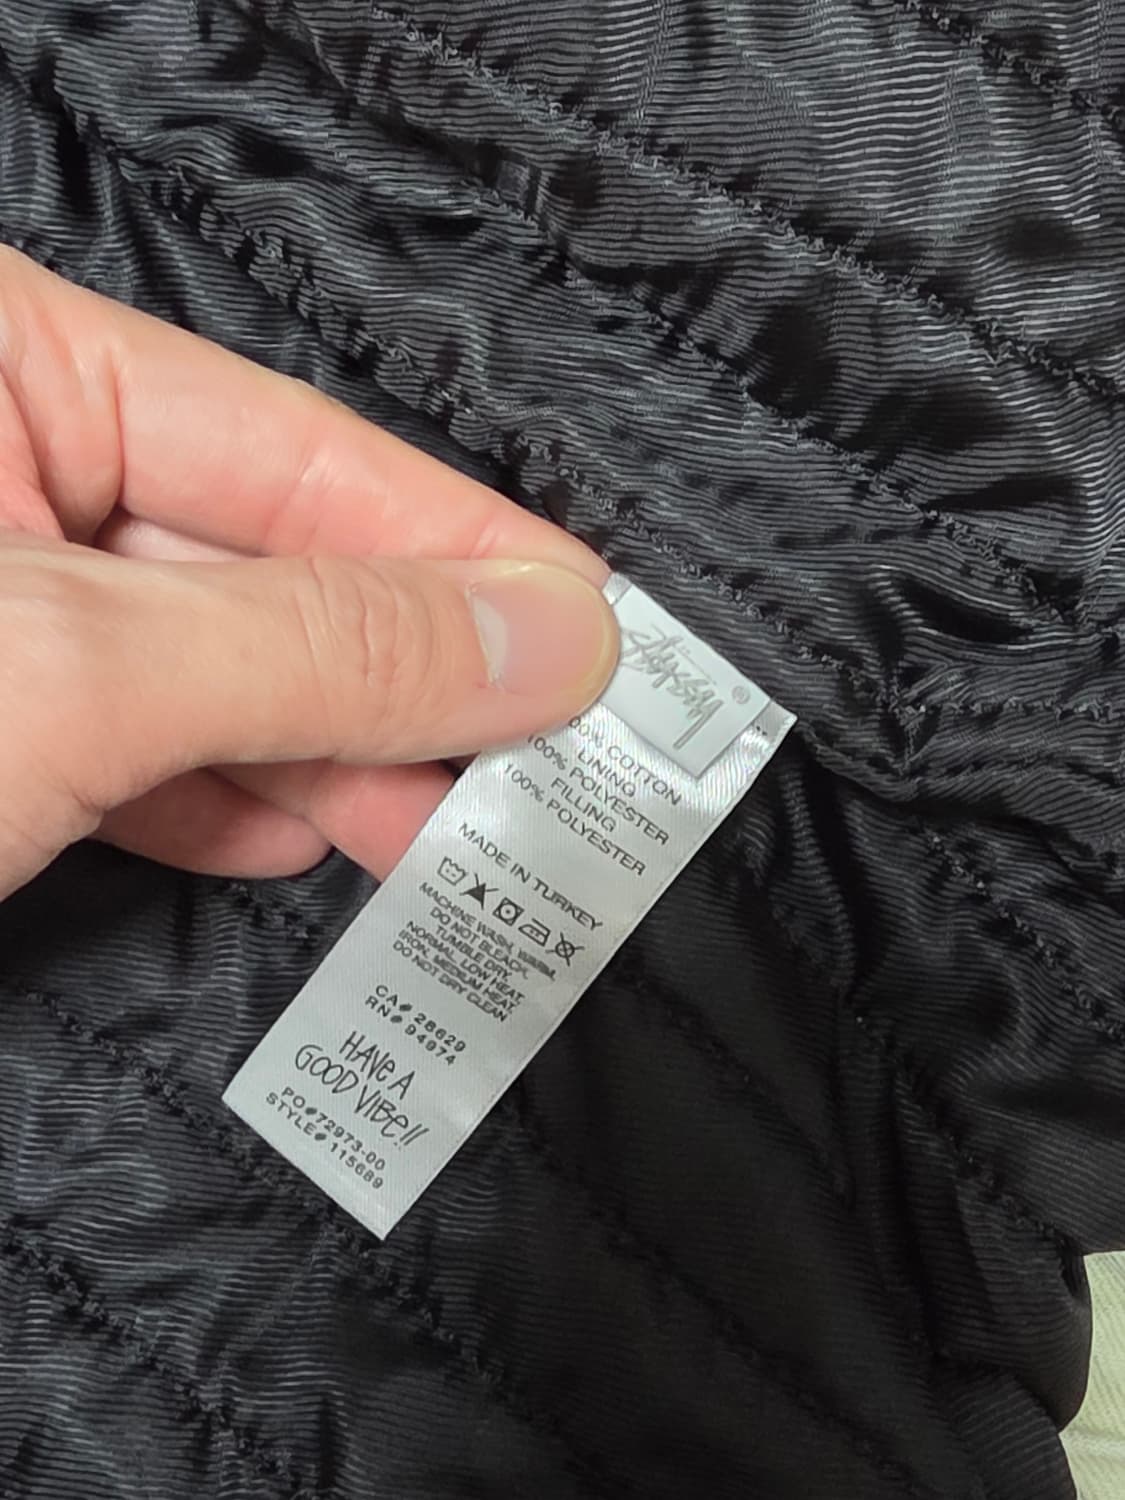 Stüssy ®
00% COTTON
LINING
100% POLYESTER
FILLING
100% POLYESTER
MADE IN TURKEY
MACHINE WASH, WARM,
DO NOT BLEACH,
TUMBLE DRY,
NORMAL, LOW HEAT,
IRON, MEDIUM HEAT,
DO NOT DRY CLEAN
CA# 28629
RN# 94974
HAVE A
GOOD VIBE!!
PO#72973-00
STYLE# 115689